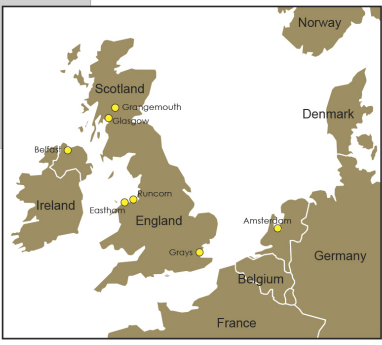 Norway
Scotland
Grangemouth
Denmark
Glasgow
Belfast
Runcorn
Ireland
Eastham
England
Amsterdam
Grays
Germany
Belgium
France